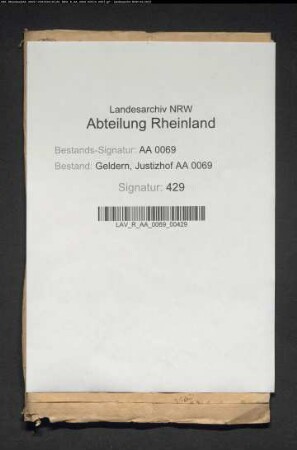 Landesarchiv NRW
Abteilung Rheinland
Bestands-Signatur: AA 0069
Bestand: Geldern, Justizhof AA 0069
Signatur: 429
LAV_R_AA_0069_00429